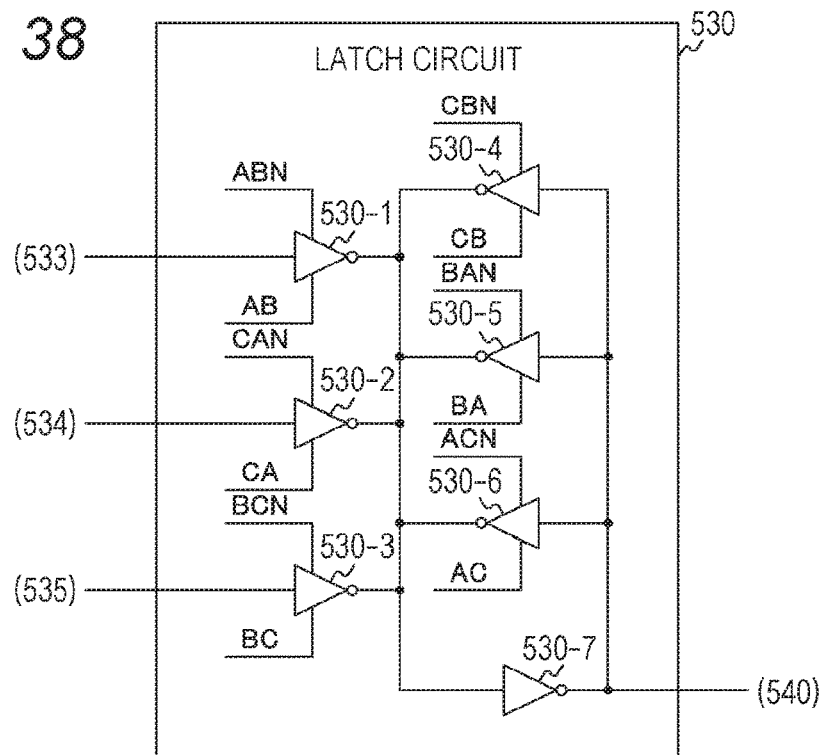 38
530
LATCH CIRCUIT
CBN
530-4
ABN
530-1
(533)
CB
BAN
AB
530-5
CAN
530-2
BA
(534)
ACN
CA
530-6
BCN
530-3
AC
(535)
BC
530-7
(540)